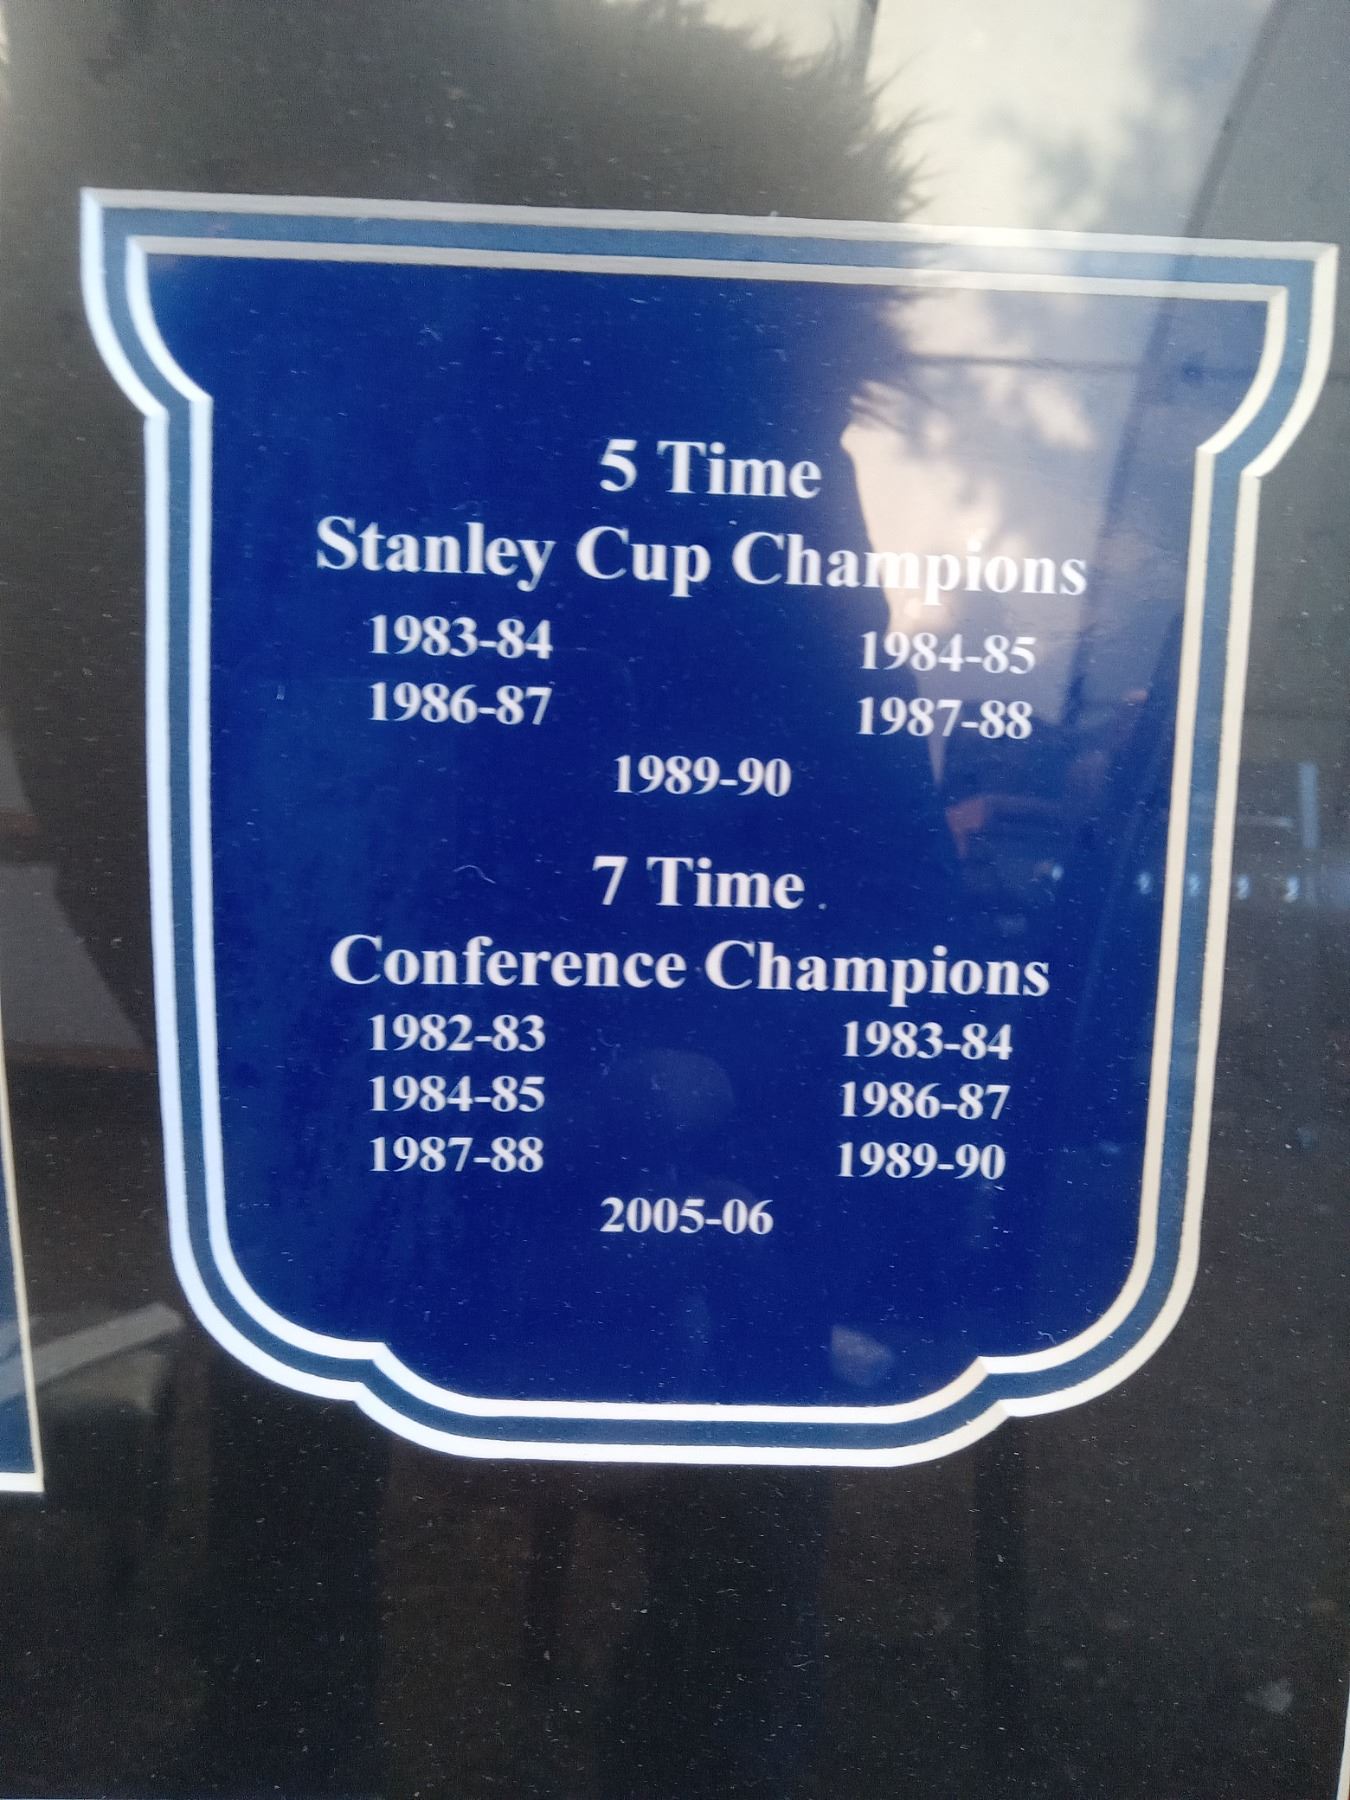 5 Time
Stanley Cup Champions
1983-84 1984-85
1986-87 1987-88
1989-90
7 Time
Conference Champions
1982-83 1983-84
1984-85 1986-87
1987-88 1989-90
2005-06